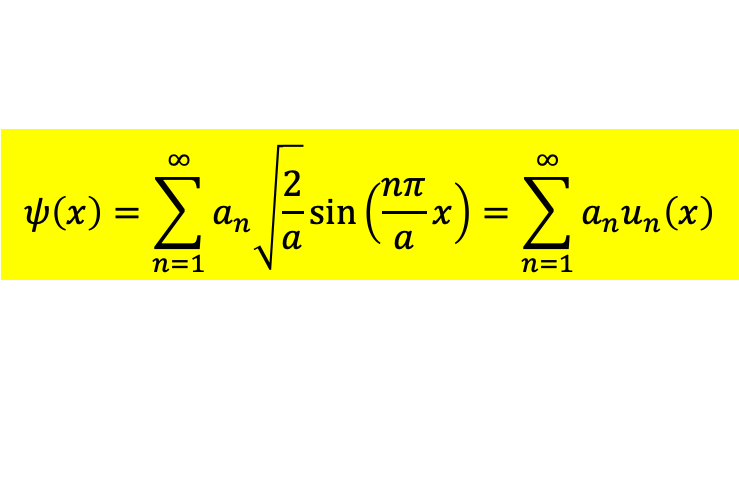 ψ(x) = ∑_{n=1}^{∞} a_n √(2/a) sin(nπ/a x) = ∑_{n=1}^{∞} a_n u_n(x)